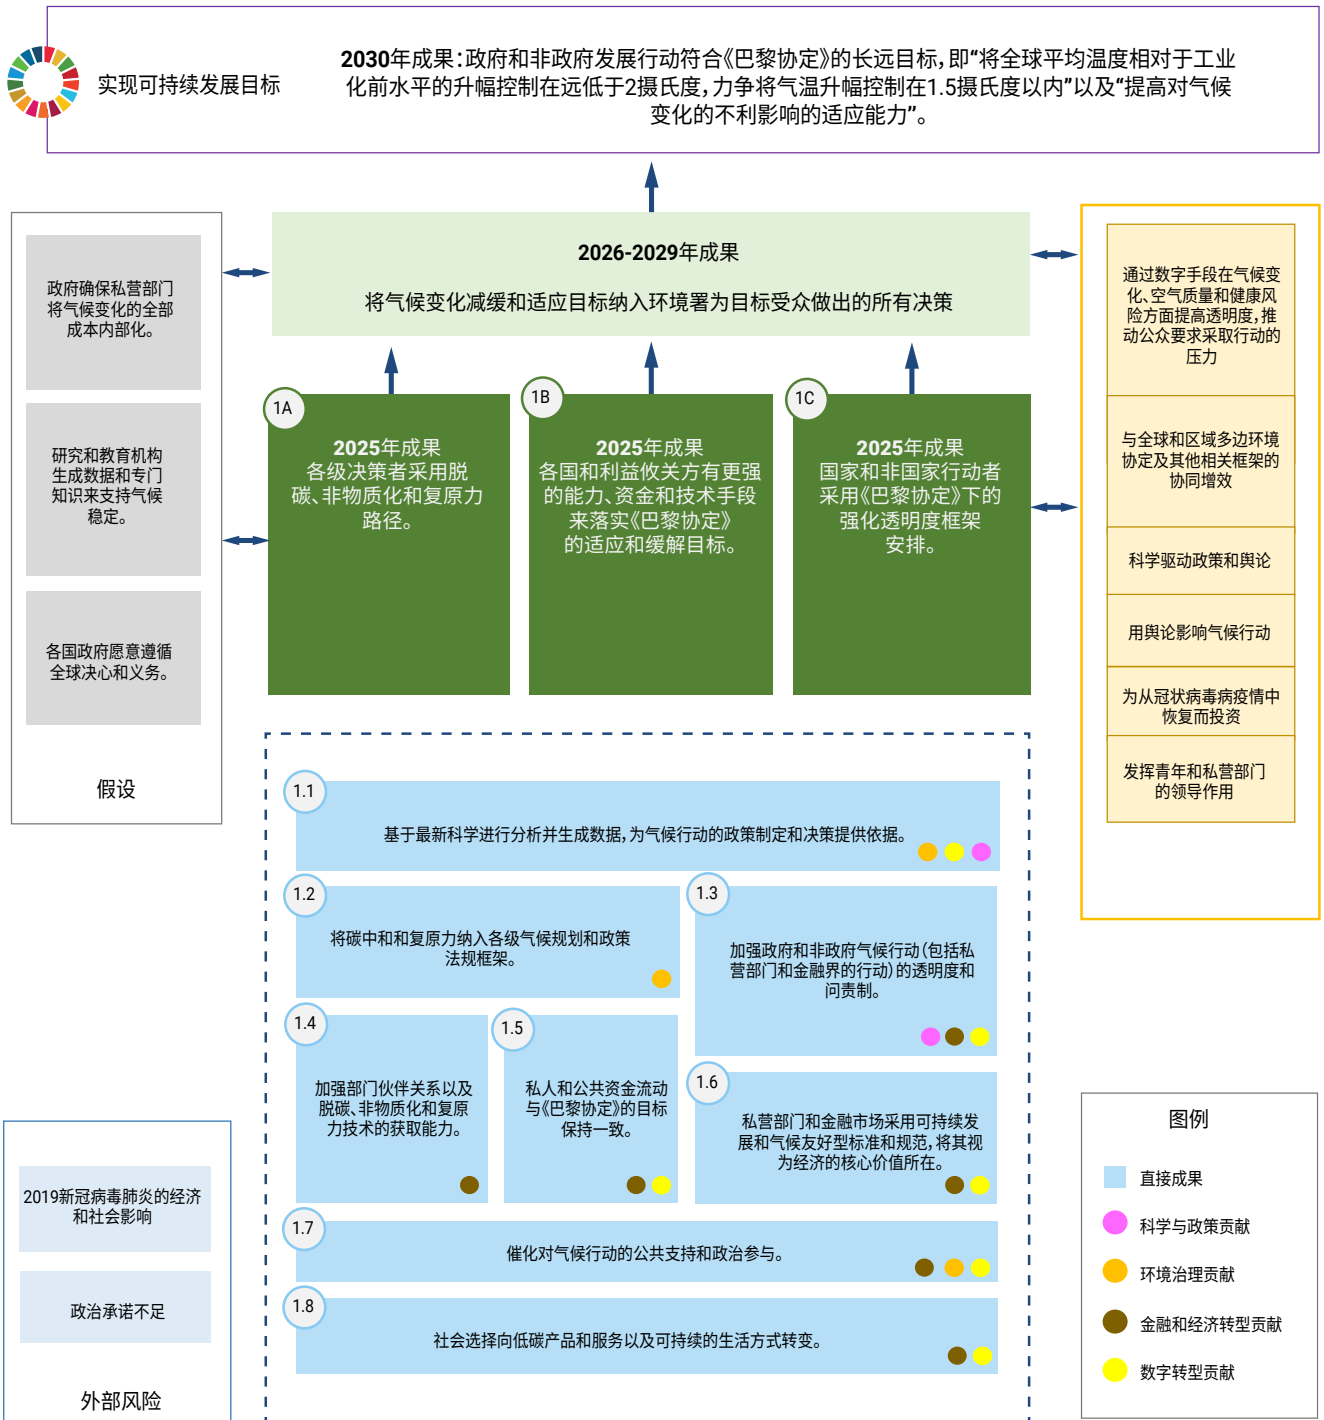 实现可持续发展目标
2030年成果：政府和非政府发展行动符合《巴黎协定》的长远目标，即“将全球平均温度相对于工业
化前水平的升幅控制在远低于2摄氏度，力争将气温升幅控制在1.5摄氏度以内”以及“提高对气候
变化的不利影响的适应能力”。
政府确保私营部门
将气候变化的全部
成本内部化。
研究和教育机构
生成数据和专门
知识来支持气候
稳定。
各国政府愿意遵循
全球决心和义务。
假设
2026-2029年成果
将气候变化减缓和适应目标纳入环境署为目标受众做出的所有决策
1A
2025年成果
各级决策者采用脱
碳、非物质化和复原力
路径。
1B
2025年成果
各国和利益攸关方有更强
的能力、资金和技术手段
来落实《巴黎协定》
的适应和缓解目标。
1C
2025年成果
国家和非国家行动者
采用《巴黎协定》下的
强化透明度框架
安排。
通过数字手段在气候变
化、空气质量和健康风
险方面提高透明度，推
动公众要求采取行动的
压力
与全球和区域多边环境
协定及其他相关框架的
协同增效
科学驱动政策和舆论
用舆论影响气候行动
为从冠状病毒病疫情中
恢复而投资
发挥青年和私营部门
的领导作用
1.1
基于最新科学进行分析并生成数据，为气候行动的政策制定和决策提供依据。
1.2
将碳中和和复原力纳入各级气候规划和政策
法规框架。
1.3
加强政府和非政府气候行动（包括私
营部门和金融界的行动）的透明度和
问责制。
1.4
加强部门伙伴关系以及
脱碳、非物质化和复原
力技术的获取能力。
1.5
私人和公共资金流动
与《巴黎协定》的目标
保持一致。
1.6
私营部门和金融市场采用可持续发
展和气候友好型标准和规范，将其视
为经济的核心价值所在。
1.7
催化对气候行动的公共支持和政治参与。
1.8
社会选择向低碳产品和服务以及可持续的生活方式转变。
2019新冠病毒肺炎的经济
和社会影响
政治承诺不足
外部风险
图例
直接成果
科学与政策贡献
环境治理贡献
金融和经济转型贡献
数字转型贡献